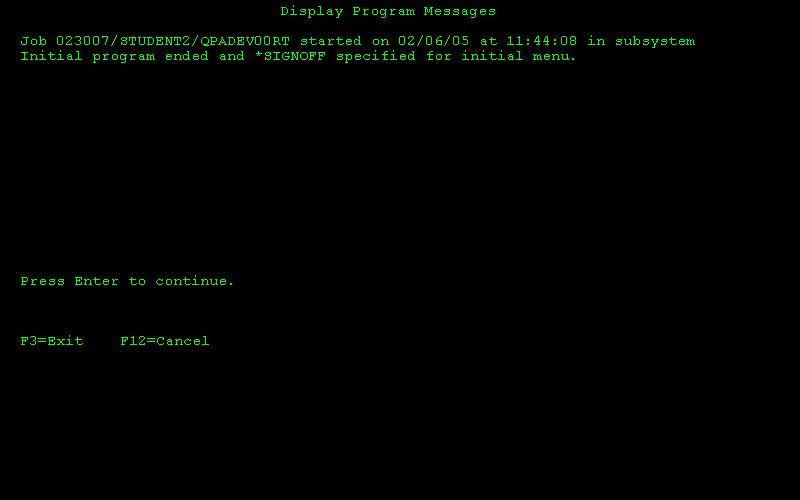 Display Program Messages
Job 023007/STUDENT2/QPADEV00RT started on 02/06/05 at 11:44:08 in subsystem
Initial program ended and *SIGNOFF specified for initial menu.
Press Enter to continue.
F3=Exit F12=Cancel